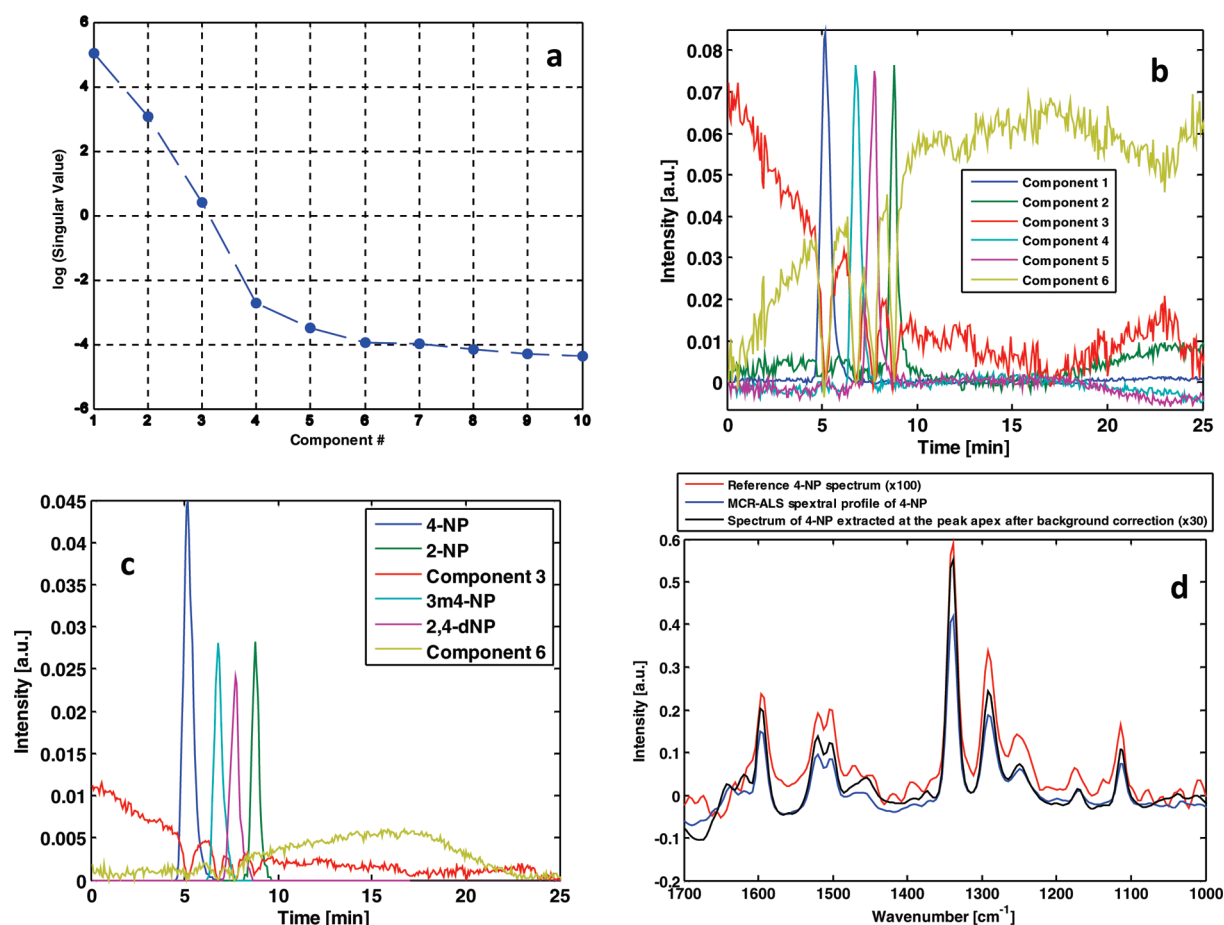 a
6
4
2
0
-2
-4
-6
log (Singular Value)
1 2 3 4 5 6 7 8 9 10
Component #
b
0.08
0.07
0.06
0.05
0.04
0.03
0.02
0.01
0
Intensity [a.u.]
Component 1
Component 2
Component 3
Component 4
Component 5
Component 6
0 5 10 15 20 25
Time [min]
c
0.045
0.04
0.035
0.03
0.025
0.02
0.015
0.01
0.005
0
Intensity [a.u.]
4-NP
2-NP
Component 3
3m4-NP
2,4-dNP
Component 6
0 5 10 15 20 25
Time [min]
Reference 4-NP spectrum (x100)
MCR-ALS spextral profile of 4-NP
Spectrum of 4-NP extracted at the peak apex after background correction (x30)
d
0.6
0.5
0.4
0.3
0.2
0.1
0
-0.1
-0.2
Intensity [a.u.]
1700 1600 1500 1400 1300 1200 1100 1000
Wavenumber [cm-1]